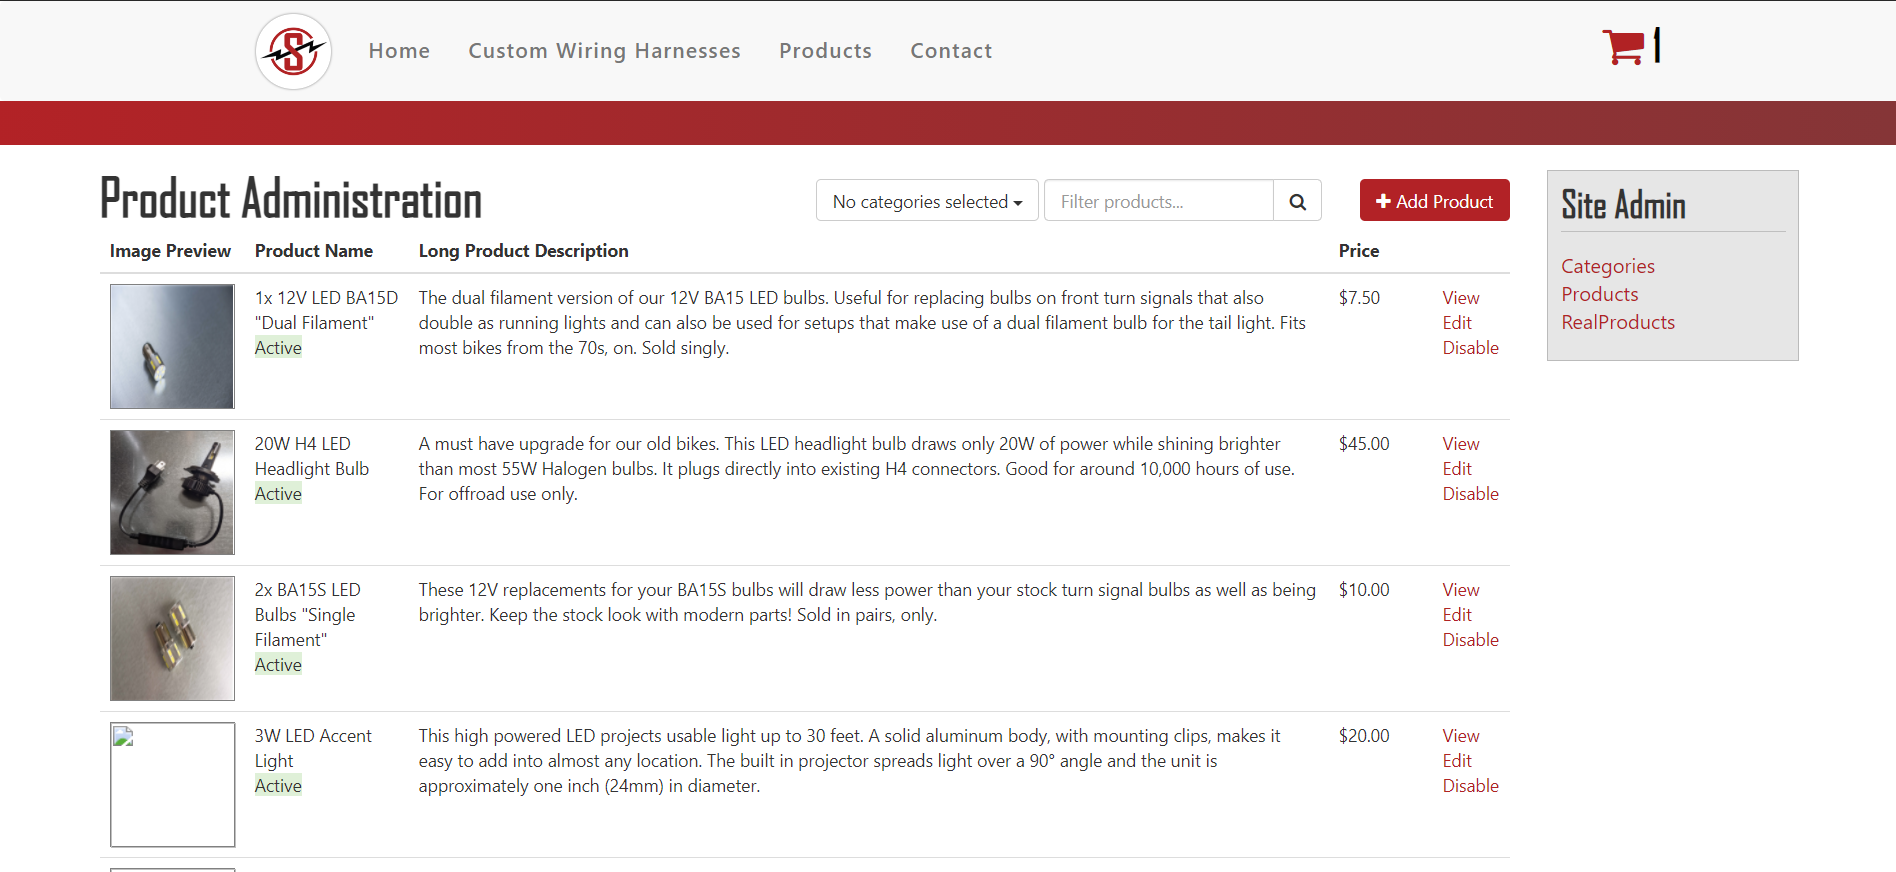 S
Home
Custom Wiring Harnesses
Products
Contact
1
Product Administration
No categories selected
Filter products...
Add Product
Image Preview
Product Name
Long Product Description
Price
1x 12V LED BA15D
"Dual Filament"
Active
The dual filament version of our 12V BA15 LED bulbs. Useful for replacing bulbs on front turn signals that also
double as running lights and can also be used for setups that make use of a dual filament bulb for the tail light. Fits
most bikes from the 70s, on. Sold singly.
$7.50
View
Edit
Disable
20W H4 LED
Headlight Bulb
Active
A must have upgrade for our old bikes. This LED headlight bulb draws only 20W of power while shining brighter
than most 55W Halogen bulbs. It plugs directly into existing H4 connectors. Good for around 10,000 hours of use.
For offroad use only.
$45.00
View
Edit
Disable
2x BA15S LED
Bulbs "Single
Filament"
Active
These 12V replacements for your BA15S bulbs will draw less power than your stock turn signal bulbs as well as being
brighter. Keep the stock look with modern parts! Sold in pairs, only.
$10.00
View
Edit
Disable
3W LED Accent
Light
Active
This high powered LED projects usable light up to 30 feet. A solid aluminum body, with mounting clips, makes it
easy to add into almost any location. The built in projector spreads light over a 90° angle and the unit is
approximately one inch (24mm) in diameter.
$20.00
View
Edit
Disable
Site Admin
Categories
Products
RealProducts